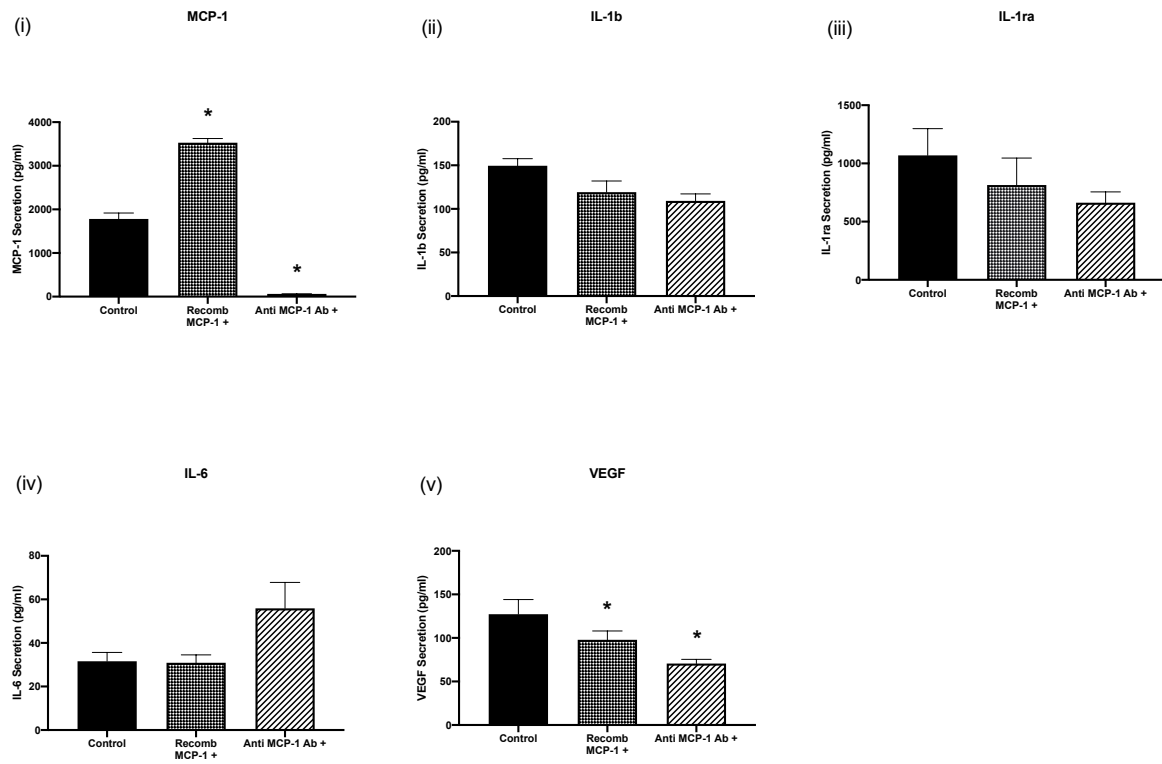 MCP-1
(i)
MCP-1 Secretion (pg/ml)
4000
3000
2000
1000
0
*
*
Control
Recomb
MCP-1 +
Anti MCP-1 Ab +
IL-1b
(ii)
IL-1b Secretion (pg/ml)
200
150
100
50
0
Control
Recomb
MCP-1 +
Anti MCP-1 Ab +
IL-1ra
(iii)
IL-1ra Secretion (pg/ml)
1500
1000
500
0
Control
Recomb
MCP-1 +
Anti MCP-1 Ab +
IL-6
(iv)
IL-6 Secretion (pg/ml)
80
60
40
20
0
Control
Recomb
MCP-1 +
Anti MCP-1 Ab +
VEGF
(v)
VEGF Secretion (pg/ml)
200
150
100
50
0
*
*
Control
Recomb
MCP-1 +
Anti MCP-1 Ab +